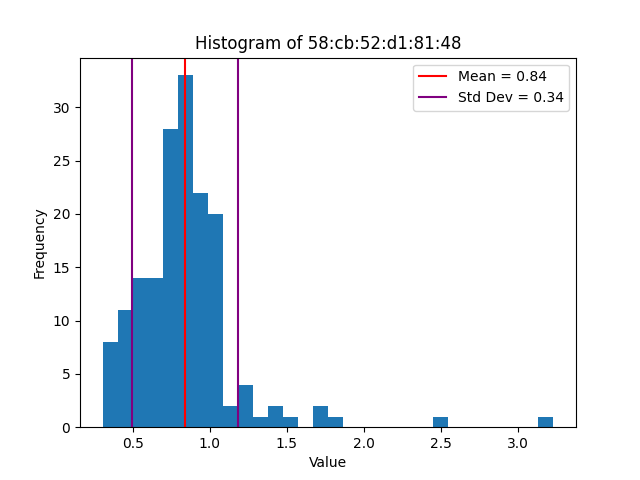 Histogram of 58:cb:52:d1:81:48
Mean = 0.84
Std Dev = 0.34
Frequency
30
25
20
15
10
5
0
0.5 1.0 1.5 2.0 2.5 3.0
Value